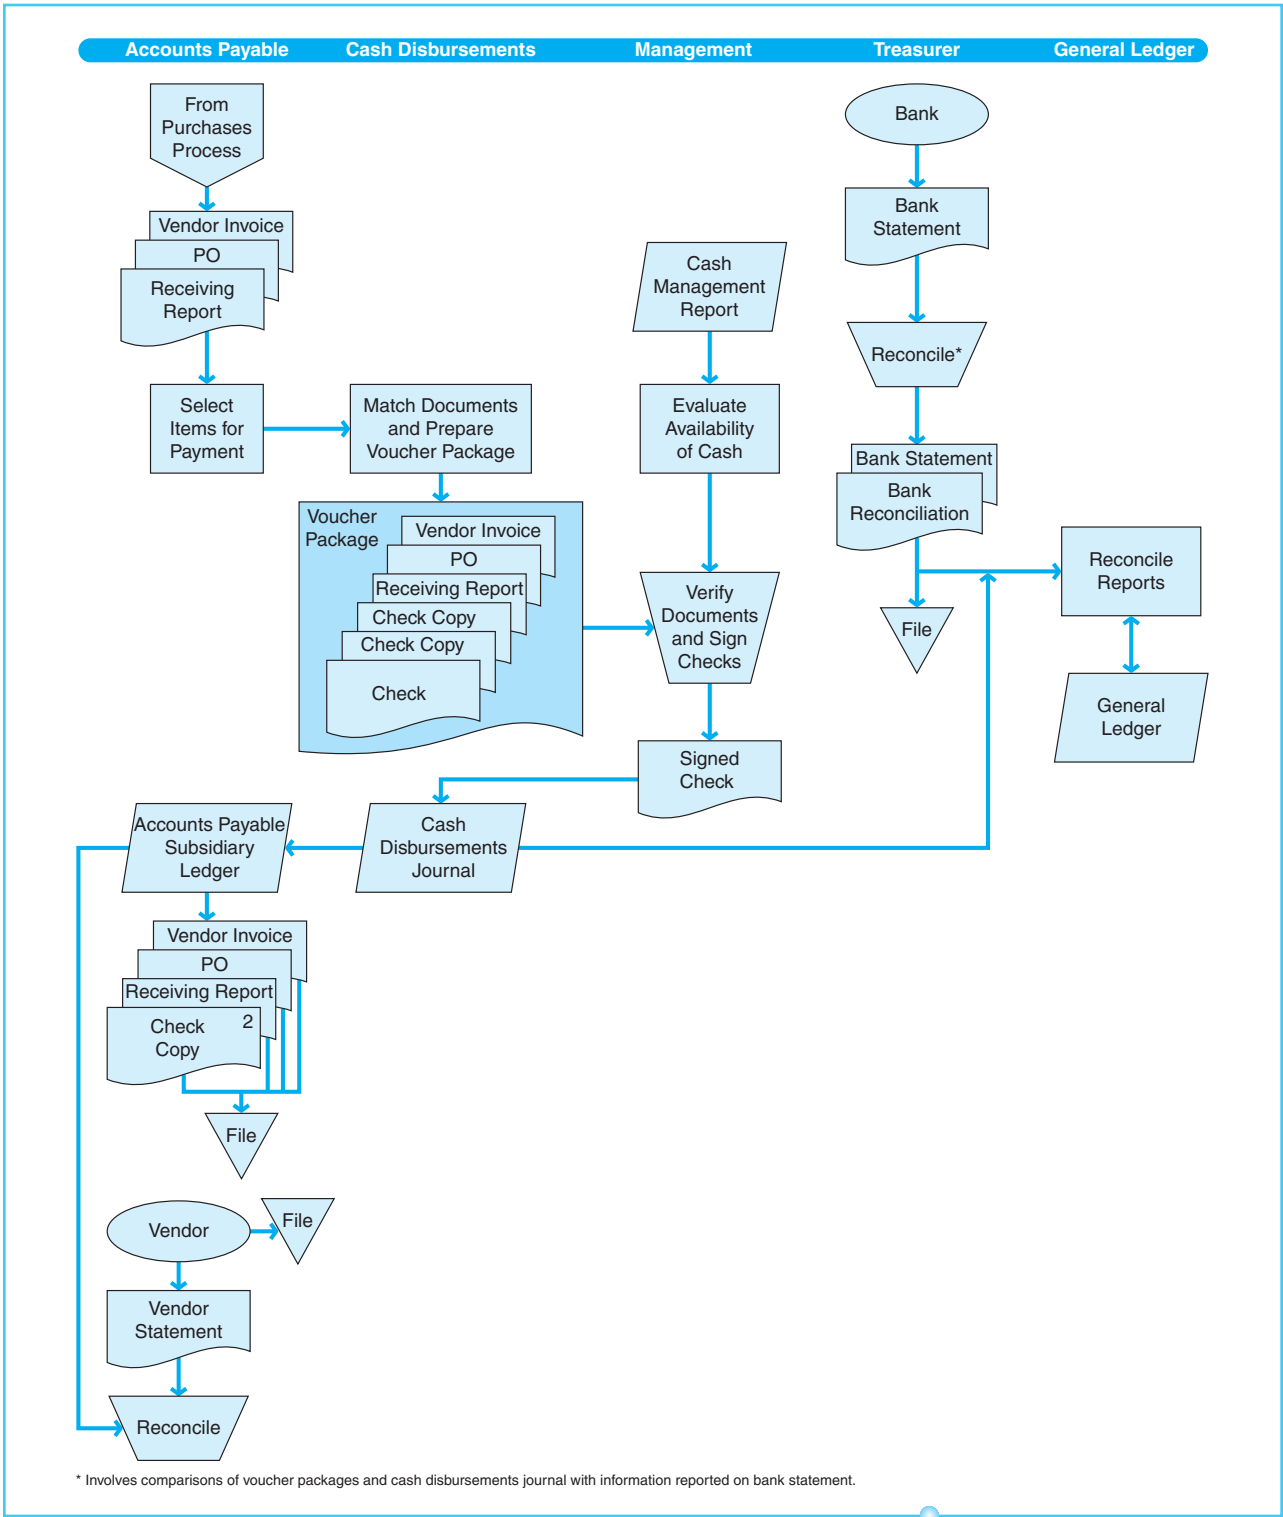 Accounts Payable
Cash Disbursements
Management
Treasurer
General Ledger
From
Purchases
Process
Vendor Invoice
PO
Receiving
Report
Select
Items for
Payment
Match Documents
and Prepare
Voucher Package
Voucher
Package
Vendor Invoice
PO
Receiving Report
Check Copy
Check Copy
Check
Cash
Management
Report
Evaluate
Availability
of Cash
Verify
Documents
and Sign
Checks
Signed
Check
Bank
Bank
Statement
Reconcile*
Bank Statement
Bank
Reconciliation
File
Reconcile
Reports
General
Ledger
Cash
Disbursements
Journal
Accounts Payable
Subsidiary
Ledger
Vendor Invoice
PO
Receiving Report
Check
Copy
2
File
Vendor
File
Vendor
Statement
Reconcile
* Involves comparisons of voucher packages and cash disbursements journal with information reported on bank statement.